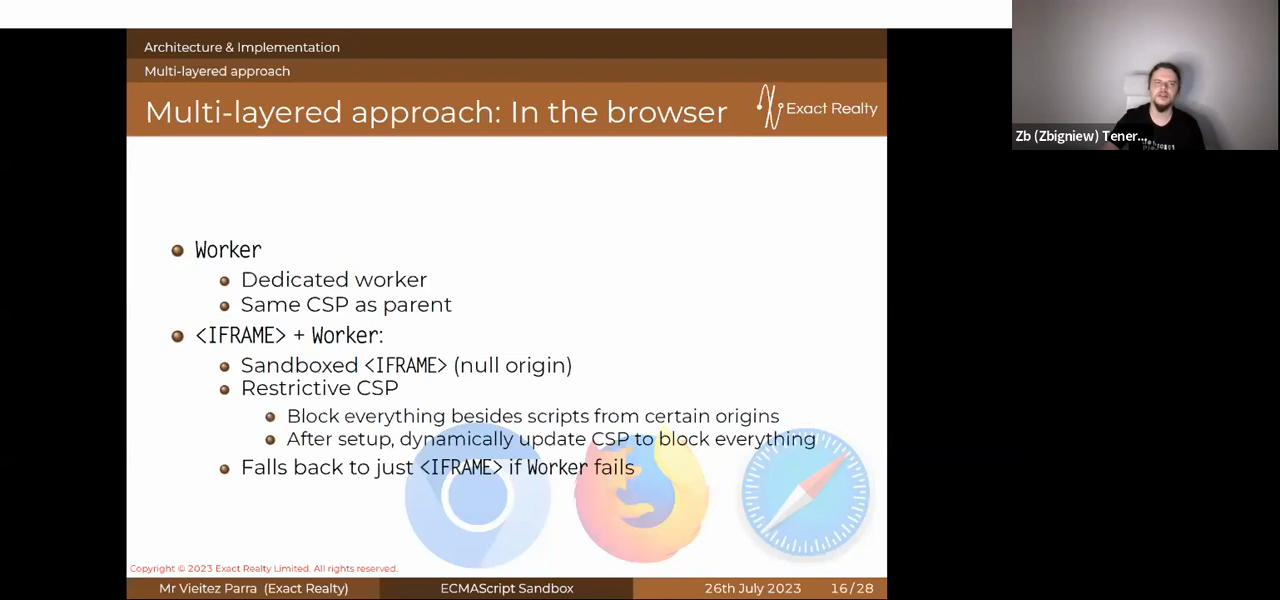 Architecture & Implementation
Multi-layered approach
Multi-layered approach: In the browser
Exact Realty
Zb (Zbigniew) Tener...
Worker
Dedicated worker
Same CSP as parent
<IFRAME> + Worker:
Sandboxed <IFRAME> (null origin)
Restrictive CSP
Block everything besides scripts from certain origins
After setup, dynamically update CSP to block everything
Falls back to just <IFRAME> if Worker fails
Copyright © 2023 Exact Realty Limited. All rights reserved.
Mr Vieitez Parra (Exact Realty) ECMAScript Sandbox 26th July 2023 16/28